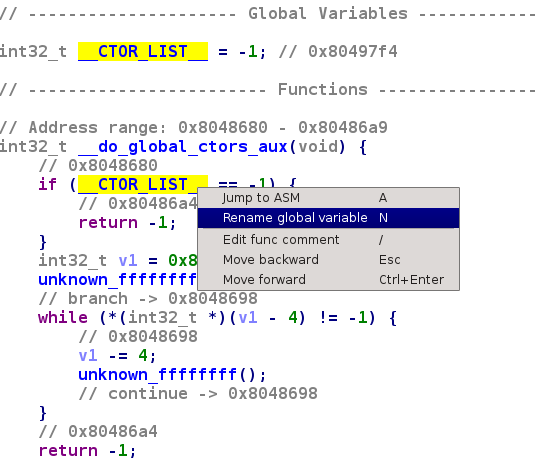 // --------------------- Global Variables ------------
int32_t __CTOR_LIST__ = -1; // 0x80497f4
// ------------------------ Functions ---------------
// Address range: 0x8048680 - 0x80486a9
int32_t __do_global_ctors_aux(void) {
// 0x8048680
if (__CTOR_LIST__ == -1) {
// 0x80486a4
return -1;
}
int32_t v1 = 0x8
unknown_ffffffff
// branch -> 0x8048698
while (*(int32_t *)(v1 - 4) != -1) {
// 0x8048698
v1 -= 4;
unknown_ffffffff();
// continue -> 0x8048698
}
// 0x80486a4
return -1;
Jump to ASM A
Rename global variable N
Edit func comment /
Move backward Esc
Move forward Ctrl+Enter